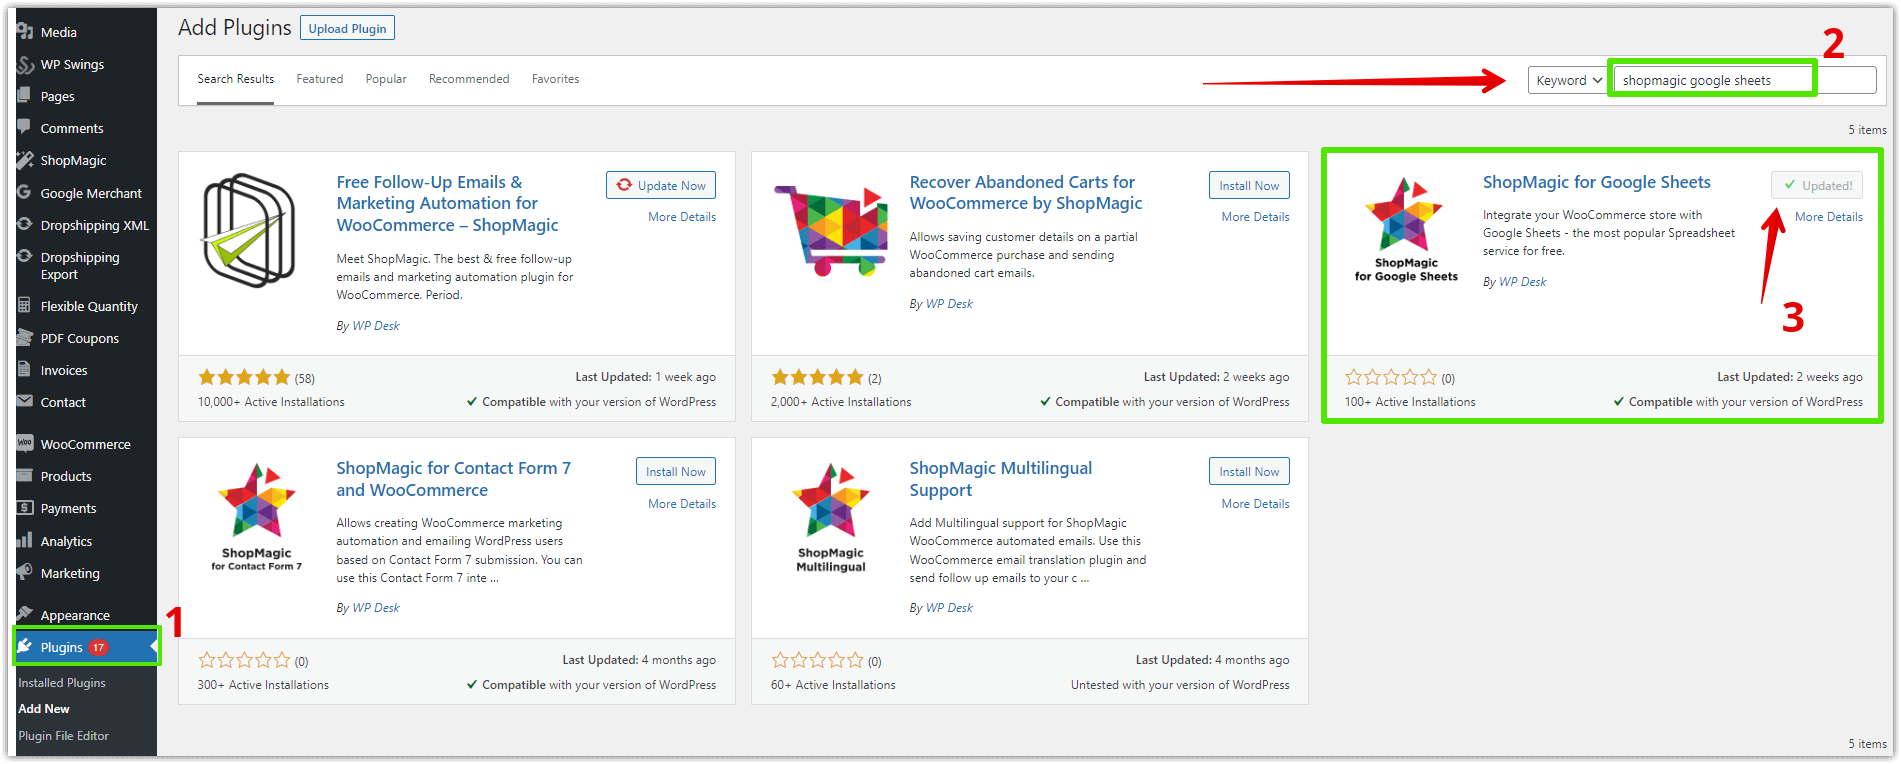 Media
WP Swings
Pages
Comments
ShopMagic
Google Merchant
Dropshipping XML
Dropshipping
Export
Flexible Quantity
PDF Coupons
Invoices
Contact
Woo
WooCommerce
Products
Payments
Analytics
Marketing
Appearance
Plugins 17
1
Installed Plugins
Add New
Plugin File Editor
Add Plugins
Upload Plugin
Search Results
Featured
Popular
Recommended
Favorites
Keyword
shopmagic google sheets
2
5 items
Free Follow-Up Emails &
Marketing Automation for
WooCommerce – ShopMagic
Update Now
More Details
Meet ShopMagic. The best & free follow-up
emails and marketing automation plugin for
WooCommerce. Period.
By WP Desk
(58)
10,000+ Active Installations
Last Updated: 1 week ago
Compatible with your version of WordPress
Recover Abandoned Carts for
WooCommerce by ShopMagic
Install Now
More Details
Allows saving customer details on a partial
WooCommerce purchase and sending
abandoned cart emails.
By WP Desk
(2)
2,000+ Active Installations
Last Updated: 2 weeks ago
Compatible with your version of WordPress
ShopMagic
for Google Sheets
ShopMagic for Google Sheets
Updated!
More Details
Integrate your WooCommerce store with
Google Sheets - the most popular Spreadsheet
service for free.
By WP Desk
3
(0)
100+ Active Installations
Last Updated: 2 weeks ago
Compatible with your version of WordPress
ShopMagic
for Contact Form 7
ShopMagic for Contact Form 7
and WooCommerce
Install Now
More Details
Allows creating WooCommerce marketing
automation and emailing WordPress users
based on Contact Form 7 submission. You can
use this Contact Form 7 inte ...
By WP Desk
(0)
300+ Active Installations
Last Updated: 4 months ago
Compatible with your version of WordPress
ShopMagic
Multilingual
ShopMagic Multilingual
Support
Install Now
More Details
Add Multilingual support for ShopMagic
WooCommerce automated emails. Use this
WooCommerce email translation plugin and
send follow up emails to your c ...
By WP Desk
(0)
60+ Active Installations
Last Updated: 4 months ago
Untested with your version of WordPress
5 items